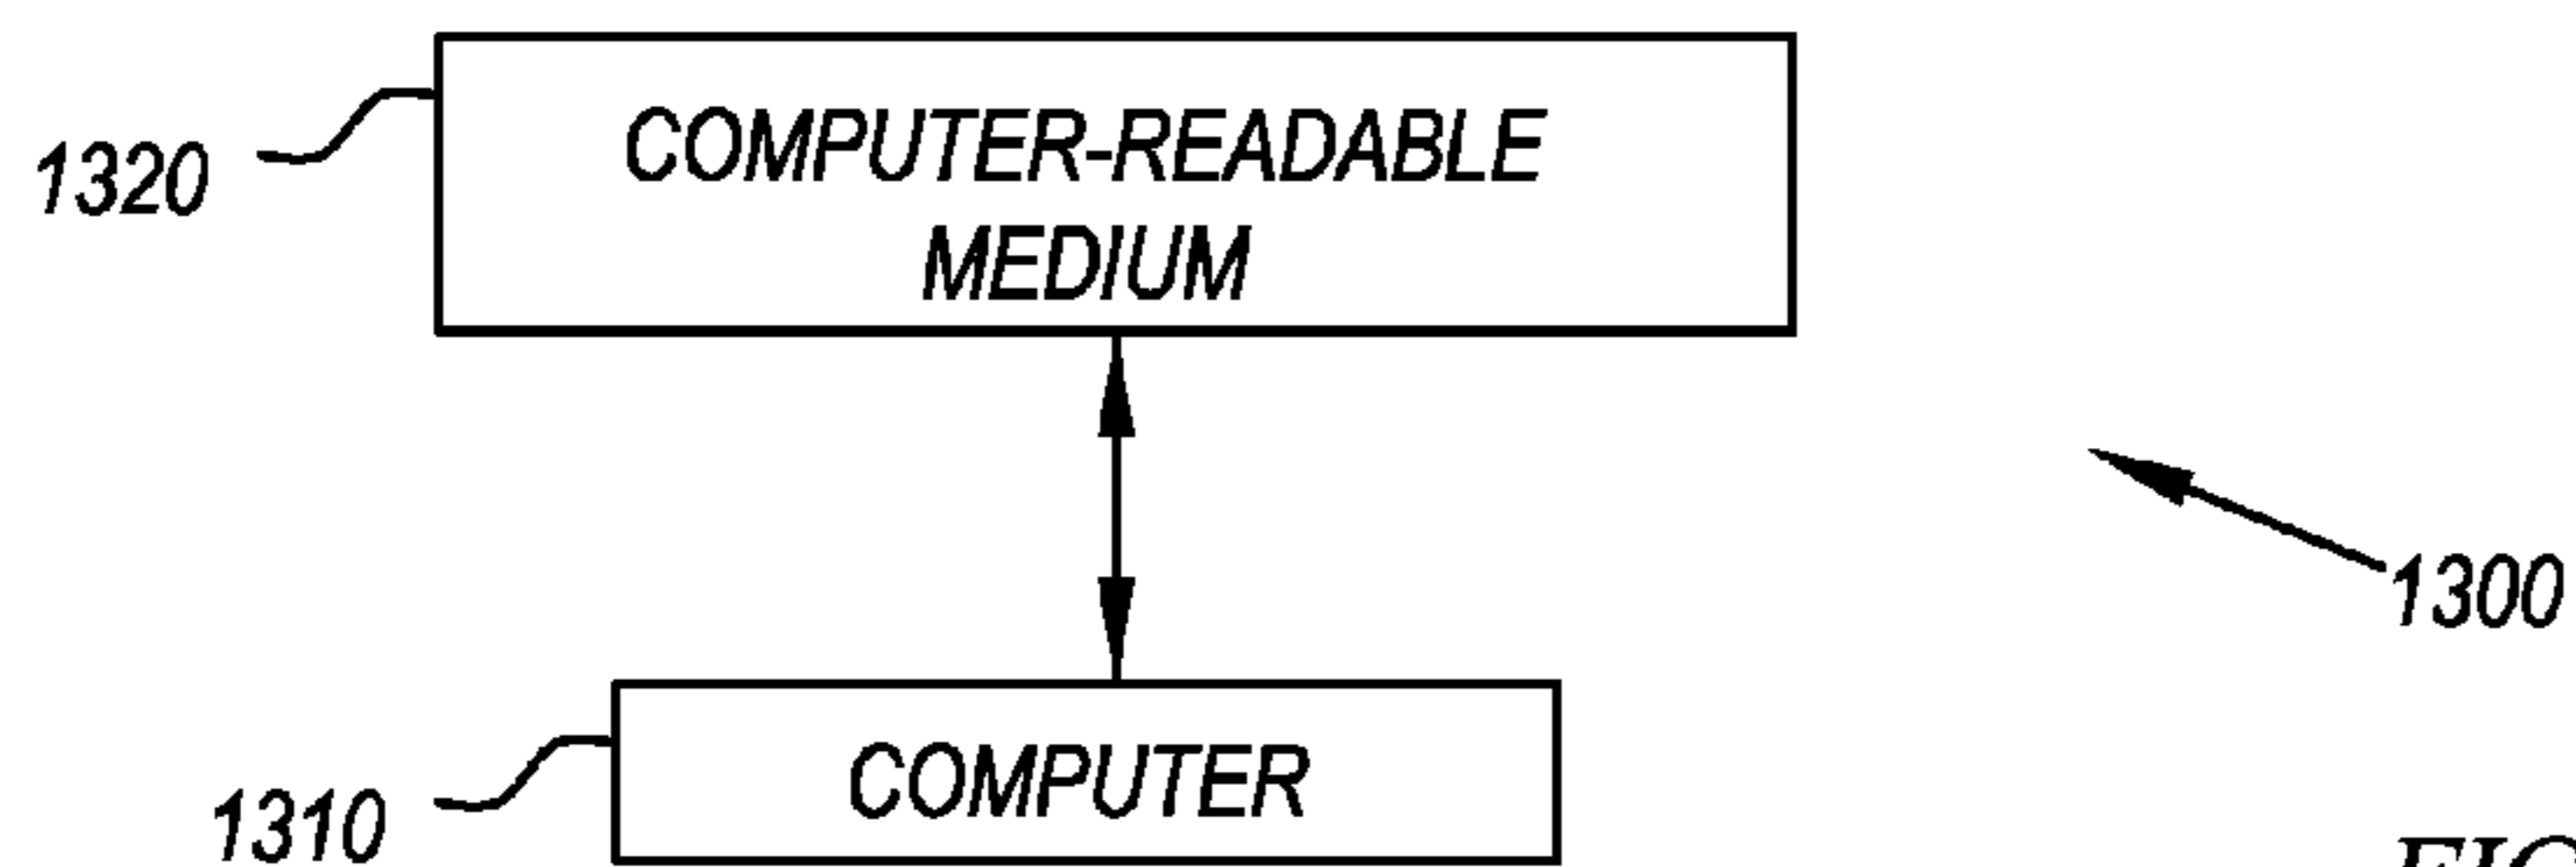 1320
COMPUTER-READABLE
MEDIUM
1300
1310
COMPUTER